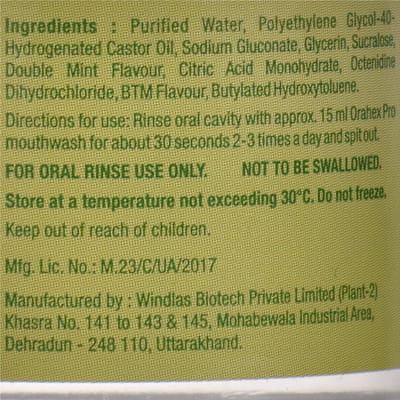 Ingredients : Purified Water, Polyethylene Glycol-40-
Hydrogenated Castor Oil, Sodium Gluconate, Glycerin, Sucralose,
Double Mint Flavour, Citric Acid Monohydrate, Octenidine
Dihydrochloride, BTM Flavour, Butylated Hydroxytoluene.
Directions for use: Rinse oral cavity with approx. 15 ml Orahex Pro
mouthwash for about 30 seconds 2-3 times a day and spit out.
FOR ORAL RINSE USE ONLY. NOT TO BE SWALLOWED.
Store at a temperature not exceeding 30°C. Do not freeze.
Keep out of reach of children.
Mfg. Lic. No.: M.23/C/UA/2017
Manufactured by : Windlas Biotech Private Limited (Plant-2)
Khasra No. 141 to 143 & 145, Mohabewala Industrial Area,
Dehradun - 248 110, Uttarakhand.